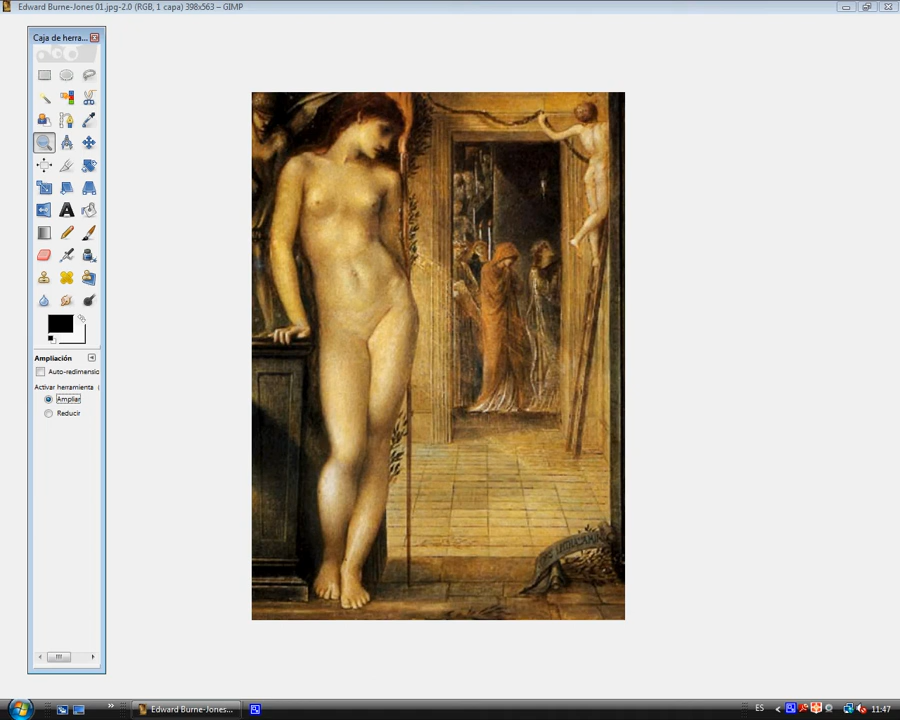 Edward Burne-Jones 01.jpg-2.0 (RGB, 1 capa) 398x563 – GIMP
Caja de herra...
Ampliación
Auto-redimensio
Activar herramienta (
Ampliar
Reducir
Edward Burne-Jones...
ES
11:47